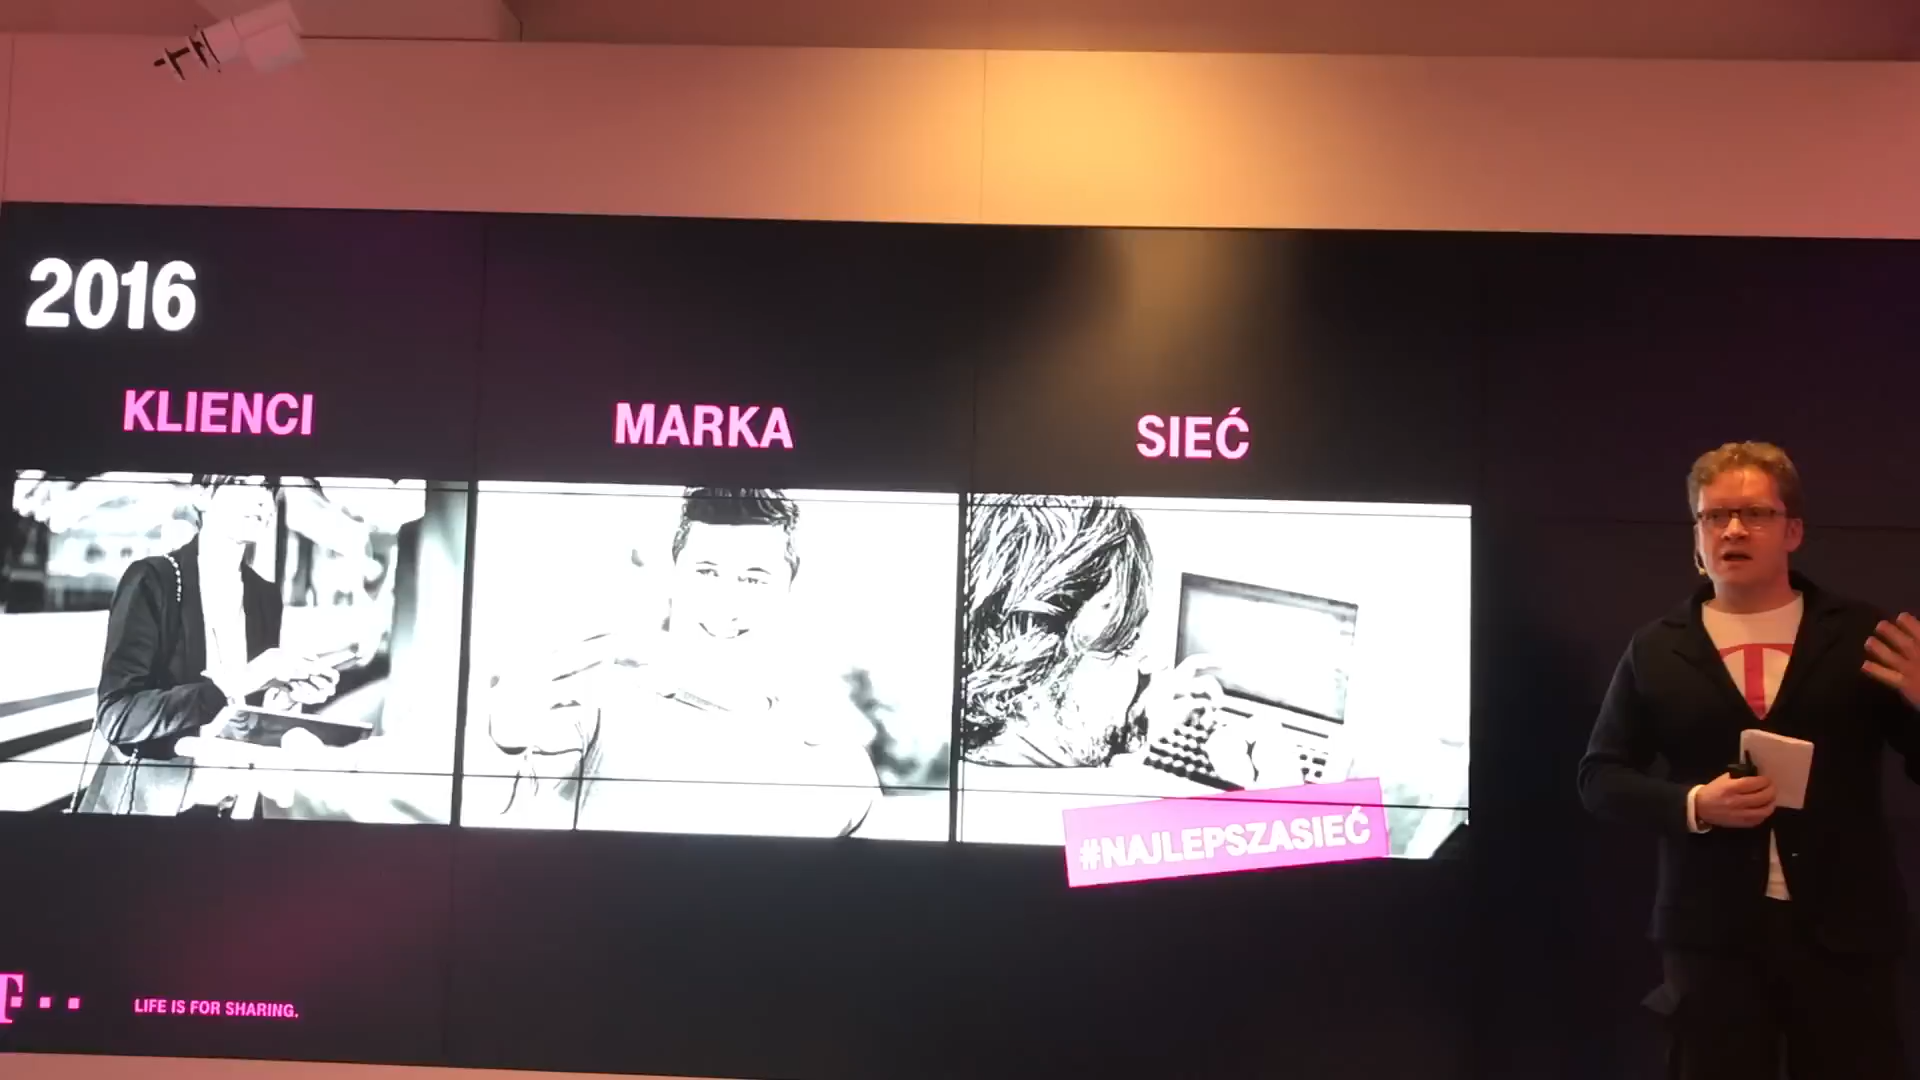 2016
KLIENCI
MARKA
SIEĆ
#NAJLEPSZASIEĆ
T
LIFE IS FOR SHARING.
T